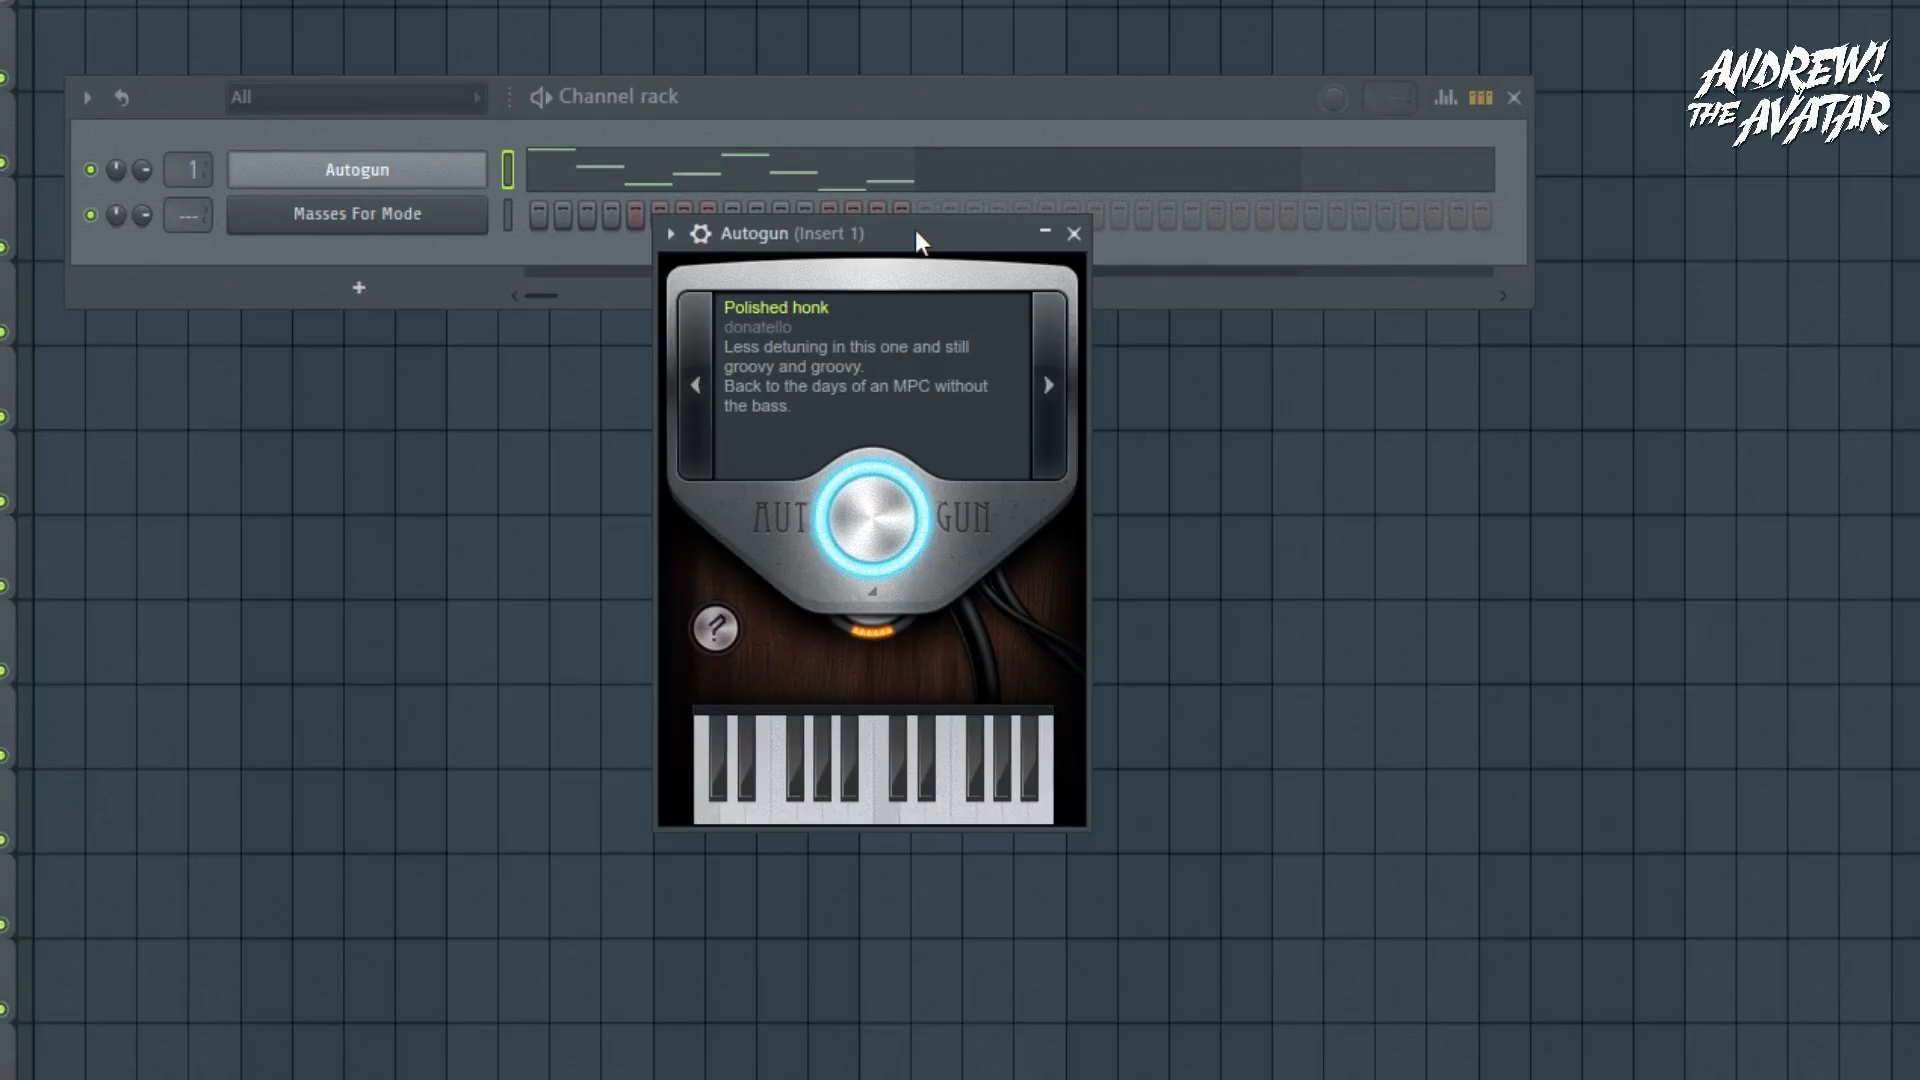 ANDREW!
THE AVATAR
All
Channel rack
1
Autogun
---
Masses For Mode
+
Autogun (Insert 1)
Polished honk
donatello
Less detuning in this one and still
groovy and groovy.
Back to the days of an MPC without
the bass.
AUT GUN
?